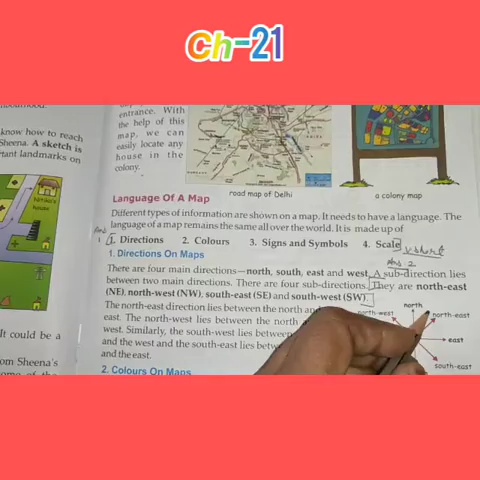 Ch-21
entrance. With
the help of this
map, we can
easily locate any
house in the
colony.
know how to reach
Sheena. A sketch is
rtant landmarks on
Nitika's
house
road map of Delhi
a colony map
Language Of A Map
Different types of information are shown on a map. It needs to have a language. The
language of a map remains the same all over the world. It is made up of
1. Directions 2. Colours 3. Signs and Symbols 4. Scale
V.short
Ans 2
1. Directions On Maps
There are four main directions—north, south, east and west. A sub-direction lies
between two main directions. There are four sub-directions. They are north-east
(NE), north-west (NW), south-east (SE) and south-west (SW).
The north-east direction lies between the north and
east. The north-west lies between the north
west. Similarly, the south-west lies between
and the west and the south-east lies
and the east.
north
north-west
north-east
east
south-east
It could be a
om Sheena's
2. Colours On Maps